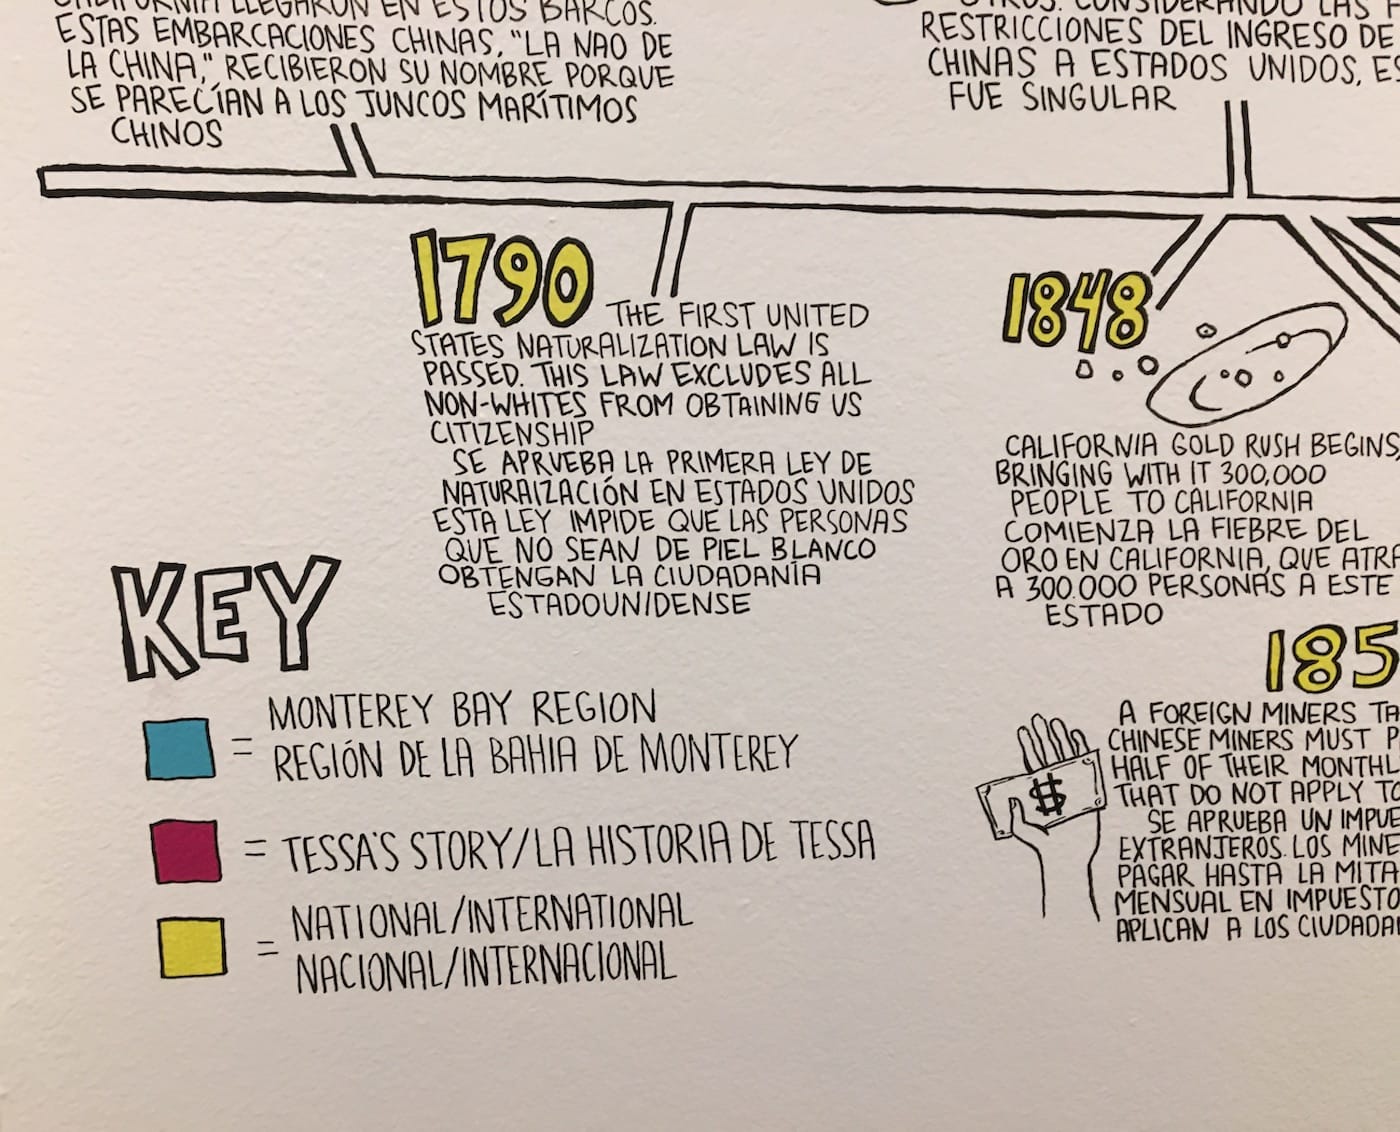 ESTAS EMBARCACIONES CHINAS, "LA NAO DE
LA CHINA," RECIBIERON SU NOMBRE PORQUE
SE PARECÍAN A LOS JUNCOS MARÍTIMOS
CHINOS
RESTRICCIONES DEL INGRESO DE
CHINAS A ESTADOS UNIDOS,
FUE SINGULAR
1790
THE FIRST UNITED
STATES NATURALIZATION LAW IS
PASSED. THIS LAW EXCLUDES ALL
NON-WHITES FROM OBTAINING US
CITIZENSHIP
SE APRUEBA LA PRIMERA LEY DE
NATURAIZACIÓN EN ESTADOS UNIDOS
ESTA LEY IMPIDE QUE LAS PERSONAS
QUE NO SEAN DE PIEL BLANCO
OBTENGAN LA CIUDADANÍA
ESTADOUNIDENSE
1848
CALIFORNIA GOLD RUSH BEGINS,
BRINGING WITH IT 300,000
PEOPLE TO CALIFORNIA
COMIENZA LA FIEBRE DEL
ORO EN CALIFORNIA, QUE
A 300.000 PERSONAS A ESTE
ESTADO
185
A FOREIGN MINERS
CHINESE MINERS MUST
HALF OF THEIR
THAT DO NOT APPLY
SE APRUEBA UN
EXTRANJEROS. LOS
PAGAR HASTA LA
MENSUAL EN
APLICAN A LOS
$
KEY
= MONTEREY BAY REGION
REGIÓN DE LA BAHIA DE MONTEREY
= TESSA'S STORY/LA HISTORIA DE TESSA
= NATIONAL/INTERNATIONAL
NACIONAL/INTERNACIONAL